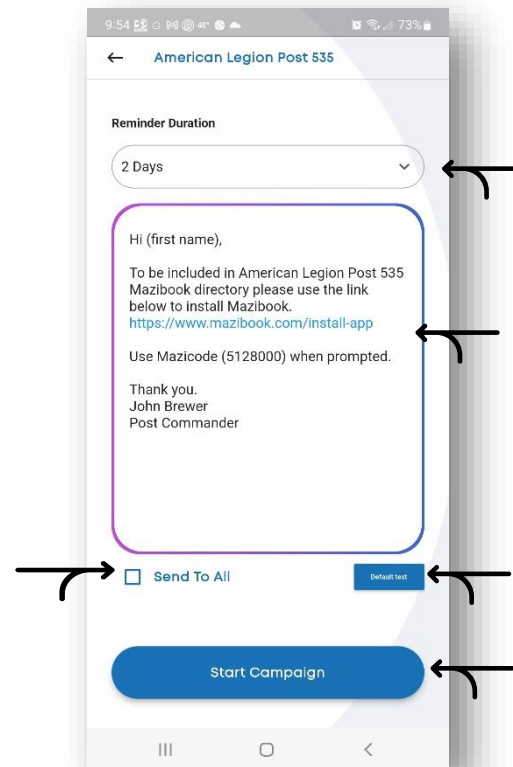 9:54 48° 73%
American Legion Post 535
Reminder Duration
2 Days
Hi (first name),
To be included in American Legion Post 535
Mazibook directory please use the link
below to install Mazibook.
https://www.mazibook.com/install-app
Use Mazicode (5128000) when prompted.
Thank you.
John Brewer
Post Commander
Send To All
Default text
Start Campaign